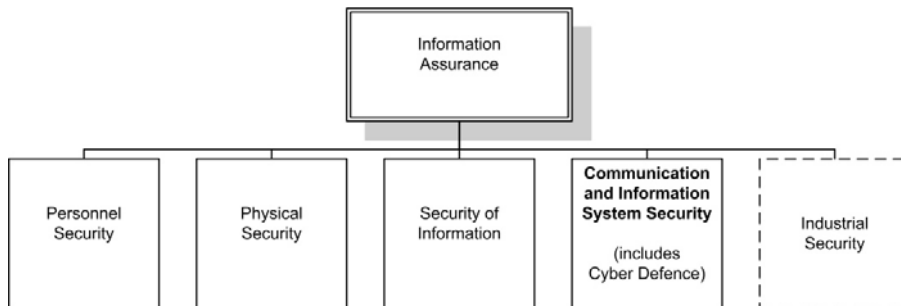 Information
Assurance
Personnel
Security
Physical
Security
Security of
Information
Communication
and Information
System Security
(includes
Cyber Defence)
Industrial
Security